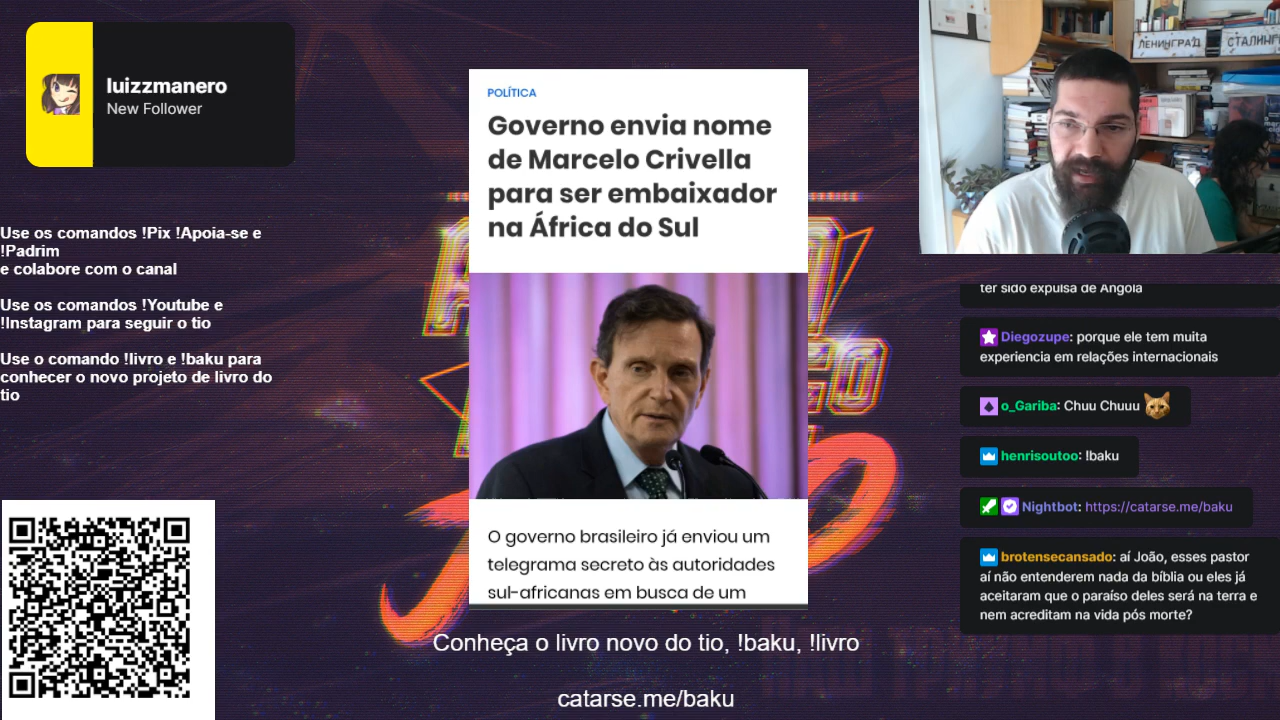 luizzmanero
New Follower
Use os comandos !Pix !Apoia-se e
!Padrim
e colabore com o canal
Use os comandos !Youtube e
!Instagram para seguir o tio
Use o comando !livro e !baku para
conhecer o novo projeto de livro do
tio
POLÍTICA
Governo envia nome
de Marcelo Crivella
para ser embaixador
na África do Sul
O governo brasileiro já enviou um
telegrama secreto às autoridades
sul-africanas em busca de um
Conheça o livro novo do tio, !baku, !livro
catarse.me/baku
ЛЕНИНГРАД
СТАЛИНГ
ter sido expulsa de Angola
Diegozupe: porque ele tem muita
experiencia em relações internacionais
o_Gariba: Chuu Chuuu
henrisoutoo: !baku
Nightbot: https://catarse.me/baku
brotensecansado: aí João, esses pastor
aí não entenderem nada da bíblia ou eles já
aceitaram que o paraíso deles será na terra e
nem acreditam na vida pós morte?